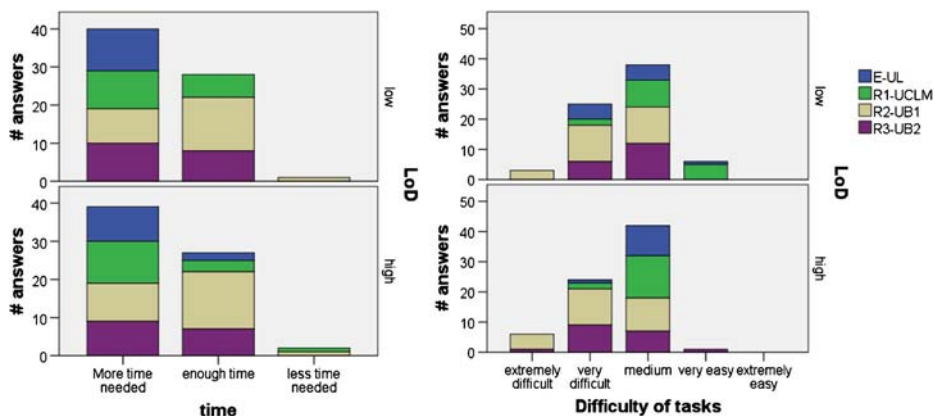 # answers
40
30
20
10
0
low
# answers
40
30
20
10
0
high
LoD
More time needed
enough time
less time needed
time
# answers
50
40
30
20
10
0
low
# answers
50
40
30
20
10
0
high
LoD
extremely difficult
very difficult
medium
very easy
extremely easy
Difficulty of tasks
E-UL
R1-UCLM
R2-UB1
R3-UB2